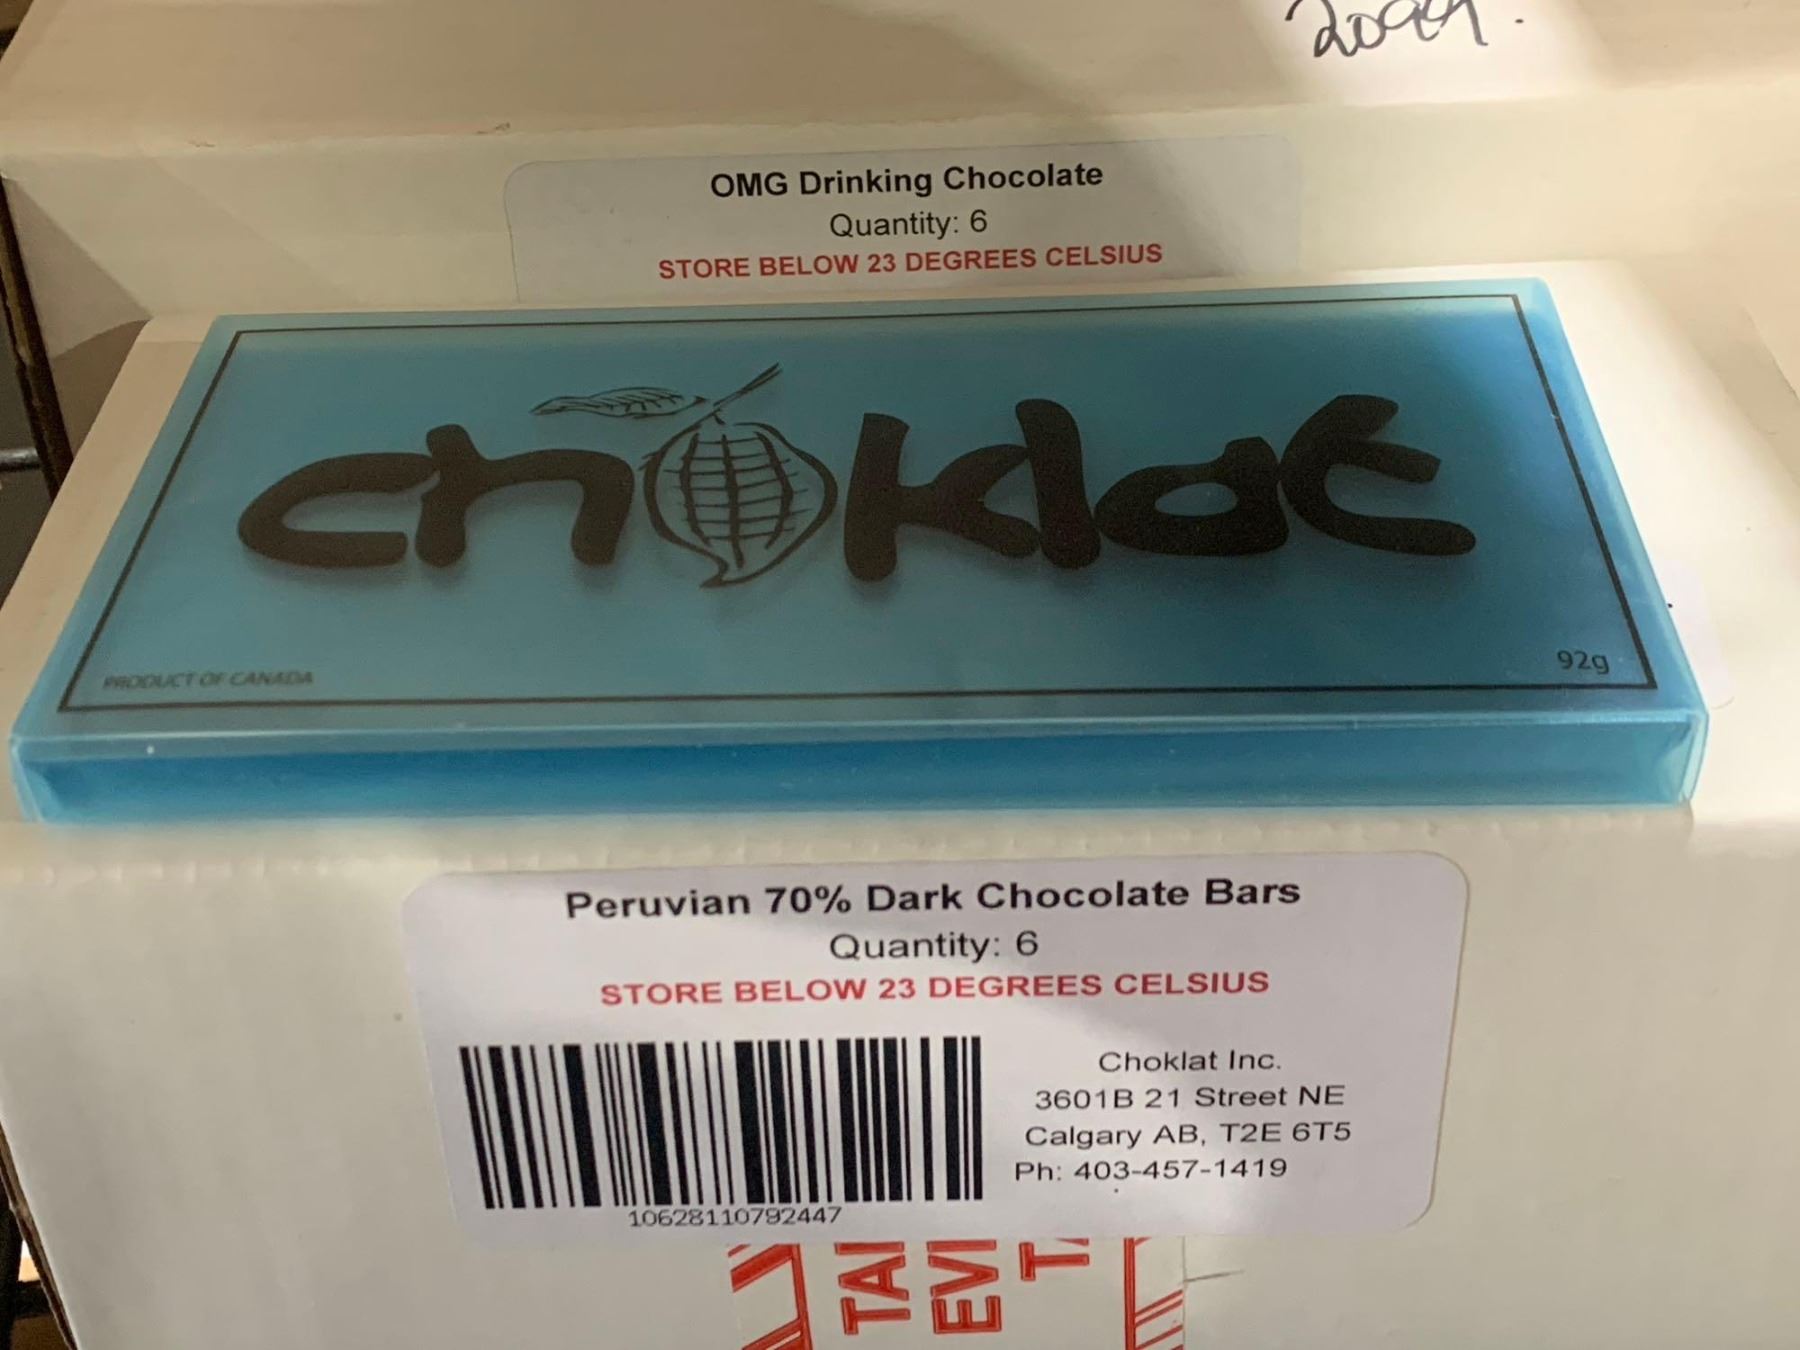 OMG Drinking Chocolate
Quantity: 6
STORE BELOW 23 DEGREES CELSIUS
choklat
PRODUCT OF CANADA
92g
Peruvian 70% Dark Chocolate Bars
Quantity: 6
STORE BELOW 23 DEGREES CELSIUS
Choklat Inc.
3601B 21 Street NE
Calgary AB, T2E 6T5
Ph: 403-457-1419
10628110792447